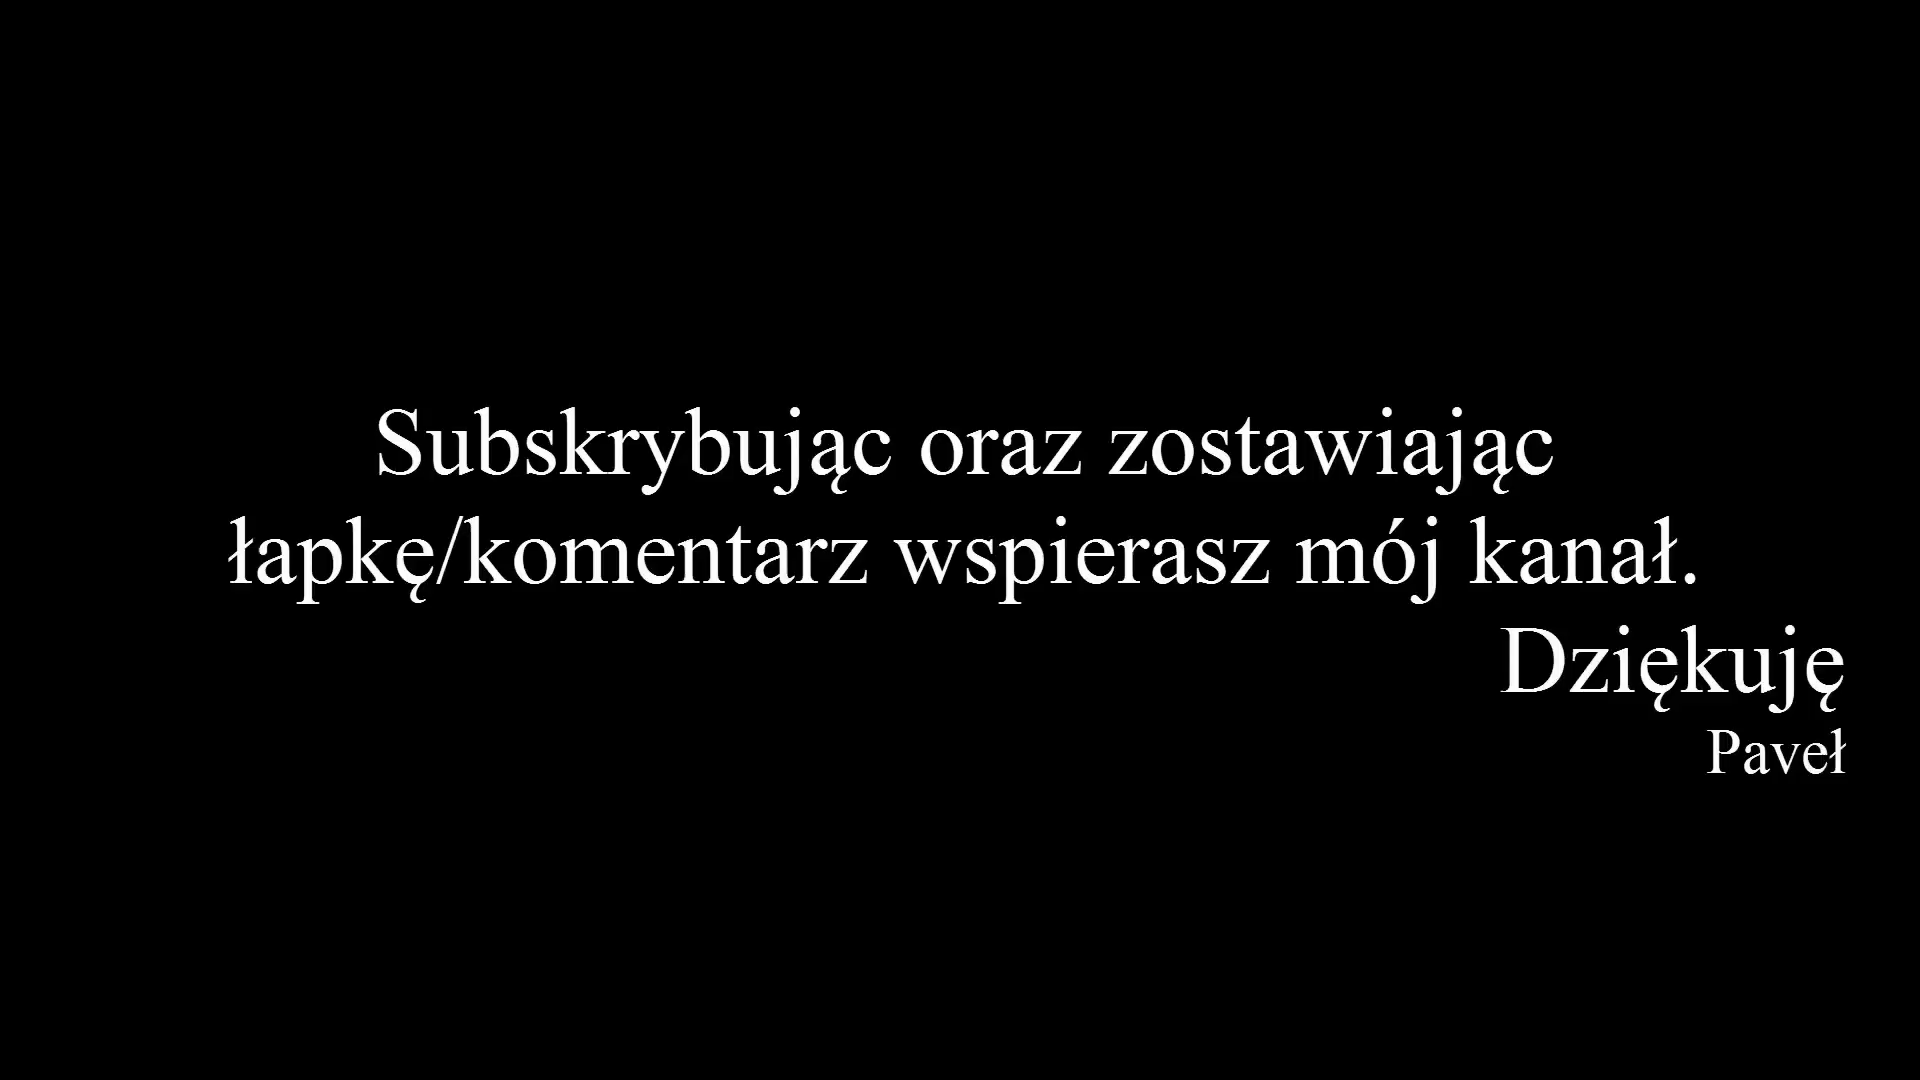 Subskrybując oraz zostawiając
łapkę/komentarz wspierasz mój kanał.
Dziękuję
Paveł